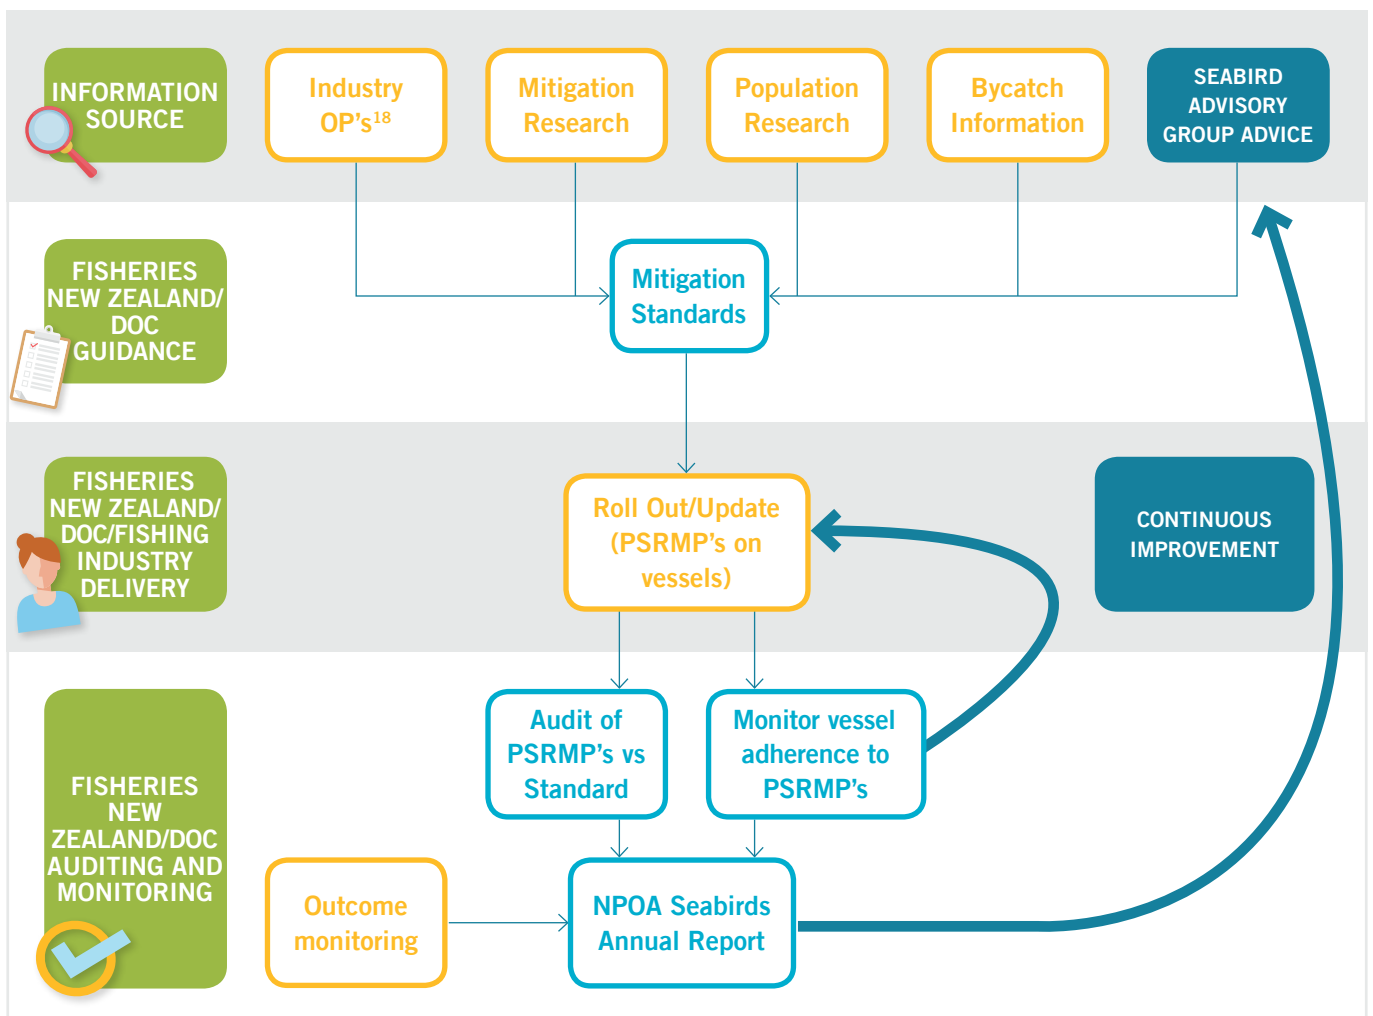 INFORMATION
SOURCE
Industry
OP's¹⁸
Mitigation
Research
Population
Research
Bycatch
Information
SEABIRD
ADVISORY
GROUP ADVICE
FISHERIES
NEW ZEALAND/
DOC
GUIDANCE
Mitigation
Standards
FISHERIES
NEW ZEALAND/
DOC/FISHING
INDUSTRY
DELIVERY
Roll Out/Update
(PSRMP's on
vessels)
CONTINUOUS
IMPROVEMENT
FISHERIES
NEW
ZEALAND/DOC
AUDITING AND
MONITORING
Audit of
PSRMP's vs
Standard
Monitor vessel
adherence to
PSRMP's
Outcome
monitoring
NPOA Seabirds
Annual Report